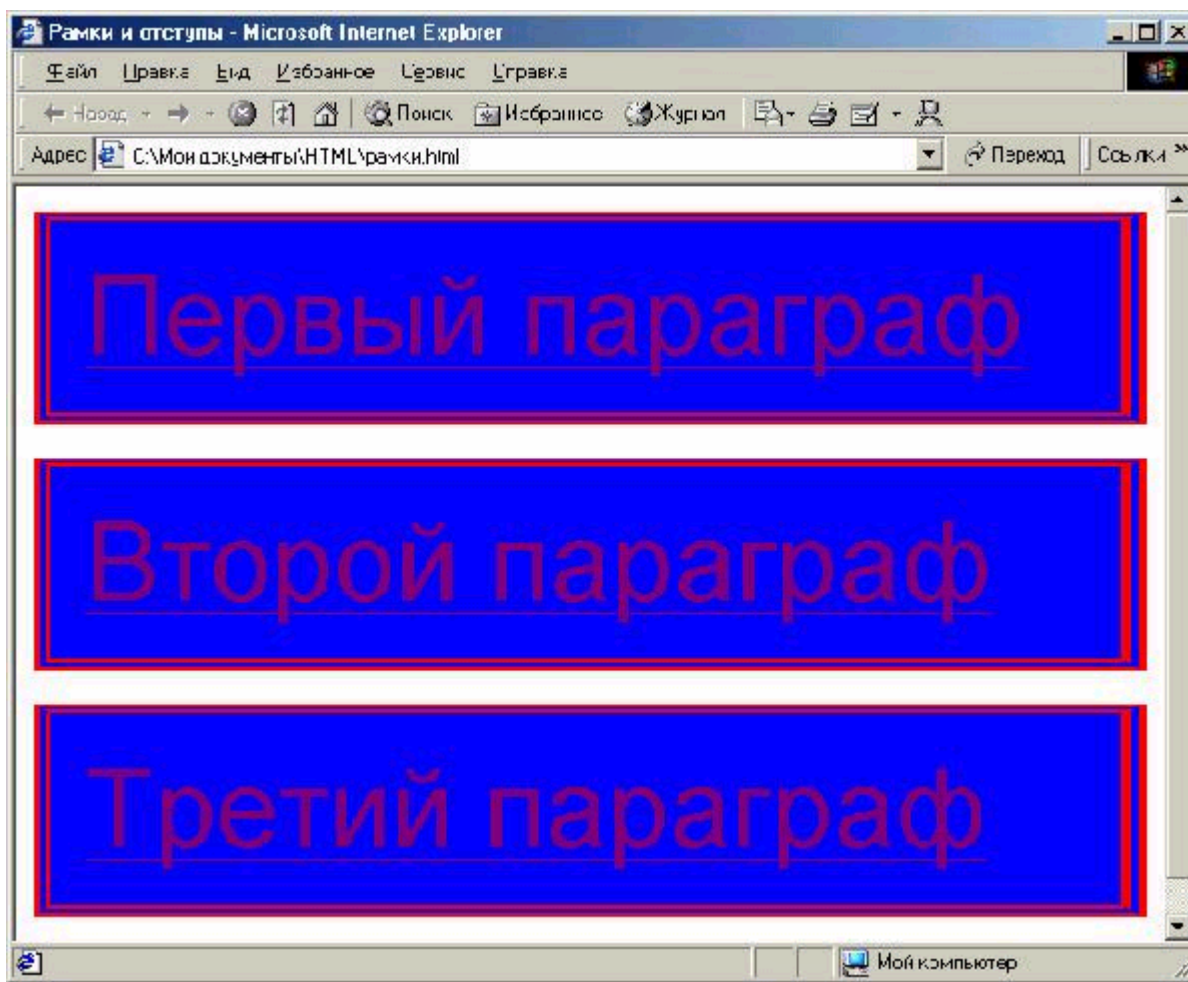 Рамки и отступы - Microsoft Internet Explorer
Файл Правка Вид Избранное Сервис Справка
Назад Поиск Избранное Журнал
Адрес C:\Мои документы\HTML\рамки.html Переход Ссылки »
Первый параграф
Второй параграф
Третий параграф
Мой компьютер